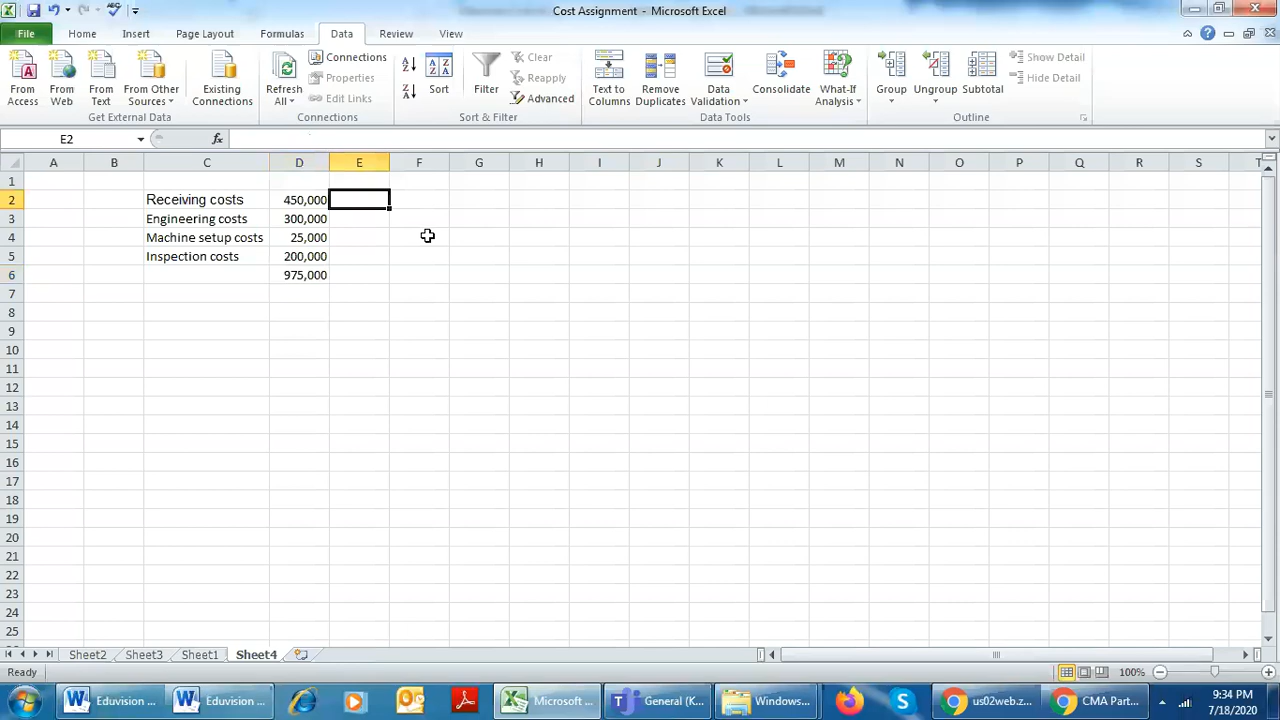 Cost Assignment - Microsoft Excel
File Home Insert Page Layout Formulas Data Review View
From Access
From Web
From Text
From Other Sources
Existing Connections
Get External Data
Refresh All
Connections
Properties
Edit Links
Connections
Sort
Filter
Clear
Reapply
Advanced
Sort & Filter
Text to Columns
Remove Duplicates
Data Validation
Consolidate
What-If Analysis
Data Tools
Group
Ungroup
Subtotal
Show Detail
Hide Detail
Outline
E2 fx
A B C D E F G H I J K L M N O P Q R S T
1
2 Receiving costs 450,000
3 Engineering costs 300,000
4 Machine setup costs 25,000
5 Inspection costs 200,000
6 975,000
7
8
9
10
11
12
13
14
15
16
17
18
19
20
21
22
23
24
25
Sheet2 Sheet3 Sheet1 Sheet4
Ready 100%
Eduvision ... Eduvision ... Microsoft ... General (K... Windows... us02web.z... CMA Part... 9:34 PM
7/18/2020